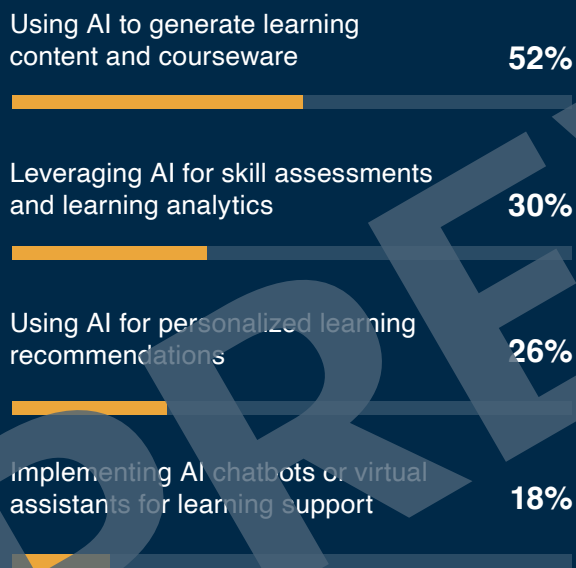 Using AI to generate learning
content and courseware
52%
Leveraging AI for skill assessments
and learning analytics
30%
Using AI for personalized learning
recommendations
26%
Implementing AI chatbots or virtual
assistants for learning support
18%
PRE